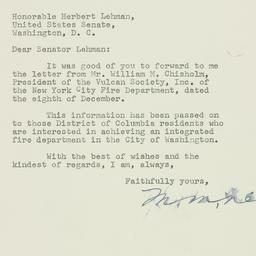 Honorable Herbert Lehman,
United States Senate,
Washington, D. C.
Dear Senator Lehman:
It was good of you to forward to me
the letter from Mr. William M. Chisholm,
President of the Vulcan Society, Inc. of
the New York City Fire Department, dated
the eighth of December.
This information has been passed on
to those District of Columbia residents who
are interested in achieving an integrated
fire department in the City of Washington.
With the best of wishes and the
kindest of regards, I am, always,
Faithfully yours,